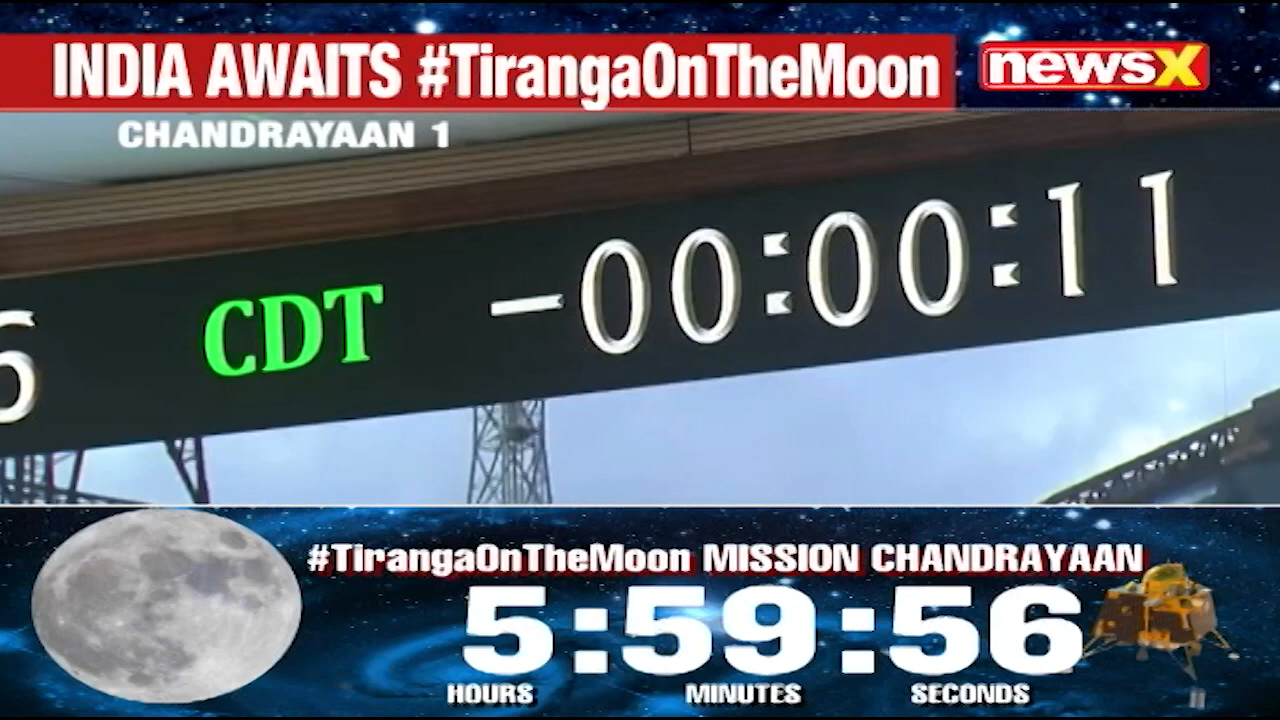 INDIA AWAITS #TirangaOnTheMoon
newsX
CHANDRAYAAN 1
6 CDT -00:00:11
#TirangaOnTheMoon MISSION CHANDRAYAAN
5:59:56
HOURS MINUTES SECONDS